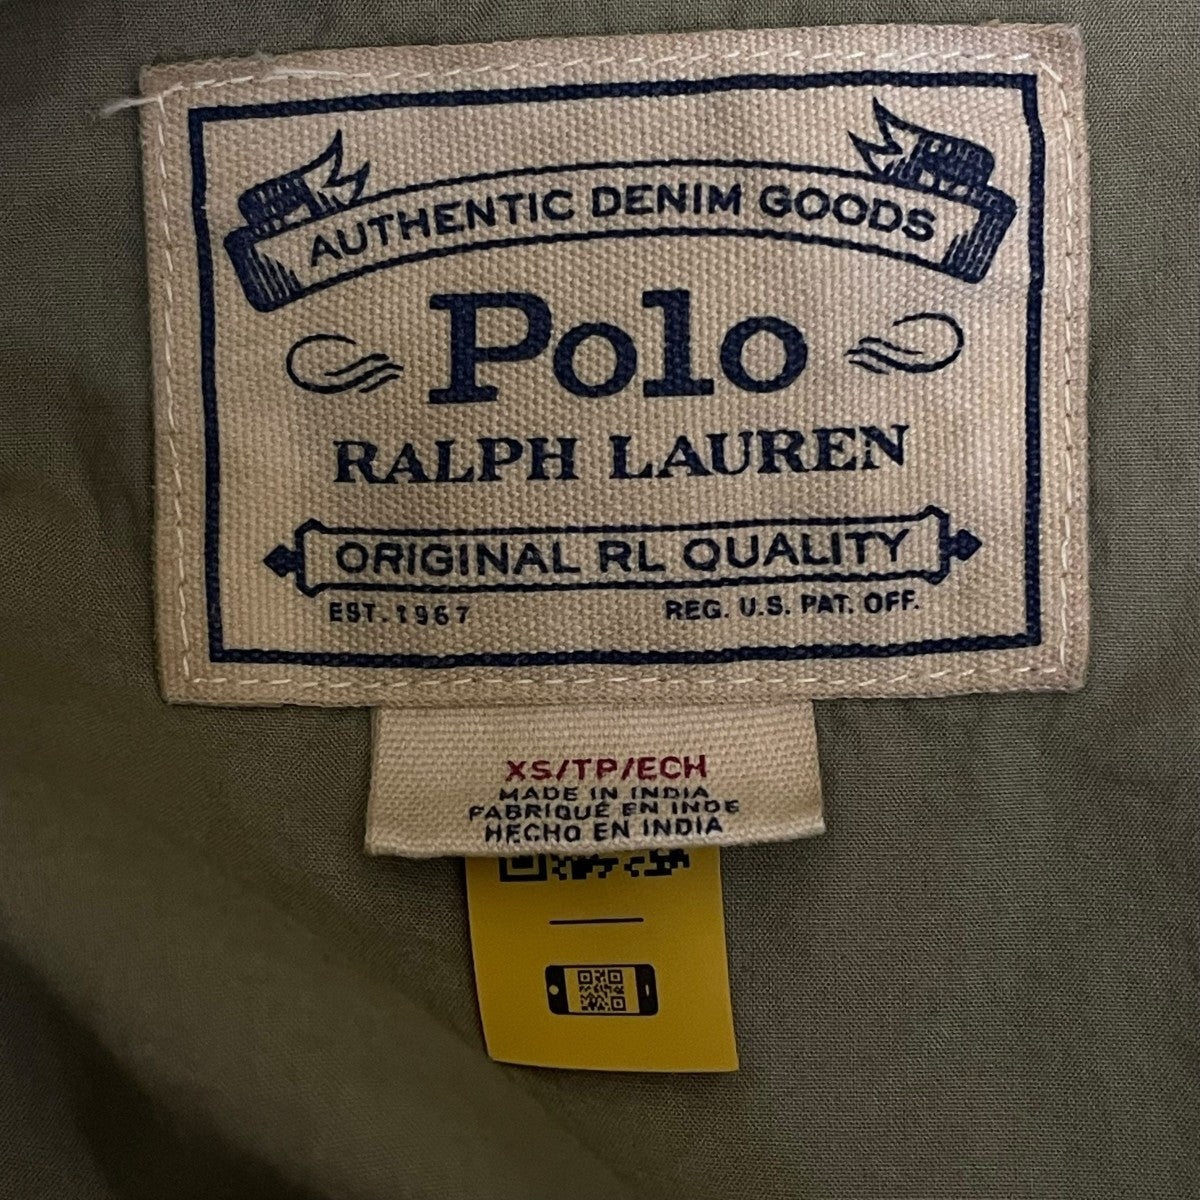 AUTHENTIC DENIM GOODS
Polo
RALPH LAUREN
ORIGINAL RL QUALITY
EST. 1967 REG. U.S. PAT. OFF.
XS/TP/ECH
MADE IN INDIA
FABRIQUÉ EN INDE
HECHO EN INDIA